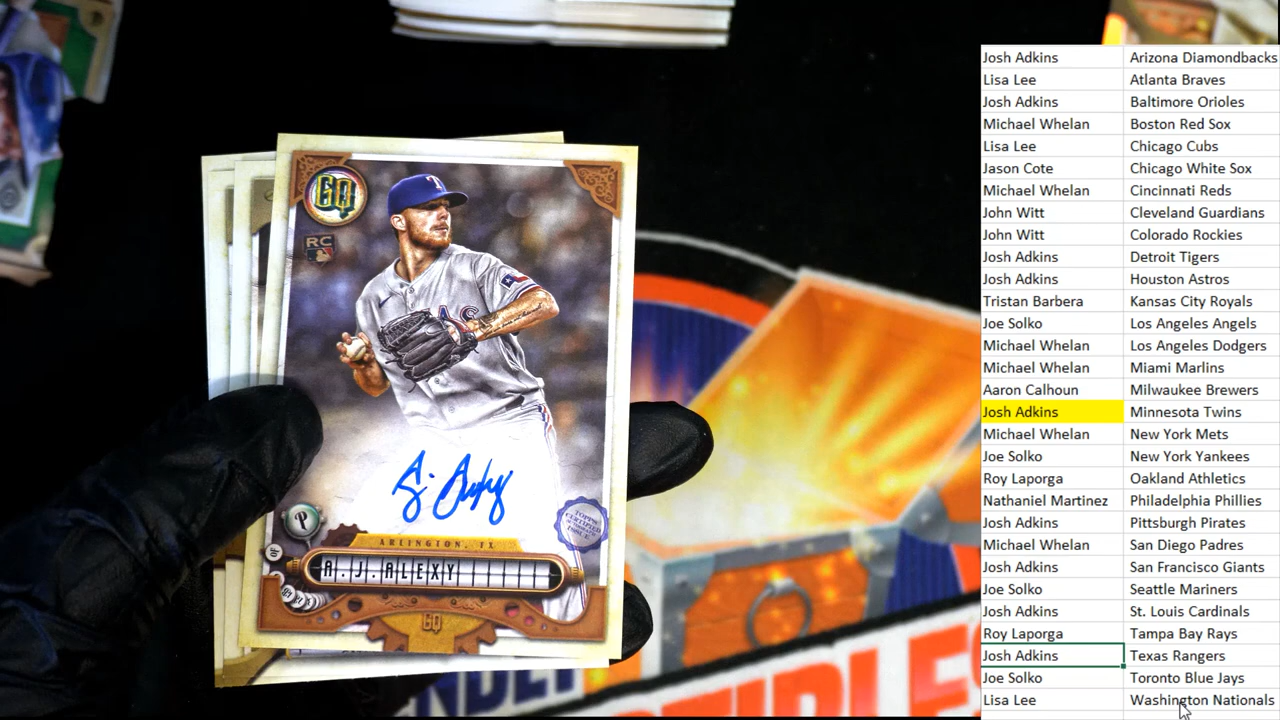 GQ
RC
T
AS
P
TOPPS
CERTIFIED
ISSUE
ARLINGTON, TX
A.J. ALEXY
GQ
Josh Adkins Arizona Diamondbacks
Lisa Lee Atlanta Braves
Josh Adkins Baltimore Orioles
Michael Whelan Boston Red Sox
Lisa Lee Chicago Cubs
Jason Cote Chicago White Sox
Michael Whelan Cincinnati Reds
John Witt Cleveland Guardians
John Witt Colorado Rockies
Josh Adkins Detroit Tigers
Josh Adkins Houston Astros
Tristan Barbera Kansas City Royals
Joe Solko Los Angeles Angels
Michael Whelan Los Angeles Dodgers
Michael Whelan Miami Marlins
Aaron Calhoun Milwaukee Brewers
Josh Adkins Minnesota Twins
Michael Whelan New York Mets
Joe Solko New York Yankees
Roy Laporga Oakland Athletics
Nathaniel Martinez Philadelphia Phillies
Josh Adkins Pittsburgh Pirates
Michael Whelan San Diego Padres
Josh Adkins San Francisco Giants
Joe Solko Seattle Mariners
Josh Adkins St. Louis Cardinals
Roy Laporga Tampa Bay Rays
Josh Adkins Texas Rangers
Joe Solko Toronto Blue Jays
Lisa Lee Washington Nationals